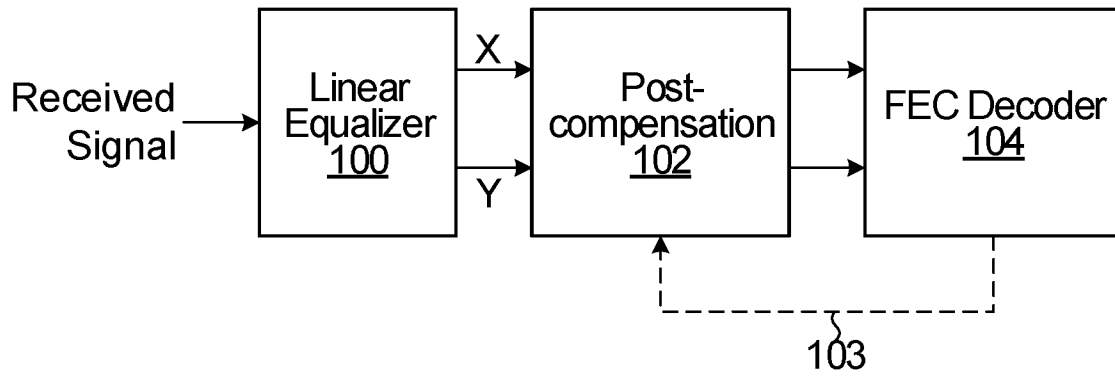 Received
Signal
Linear
Equalizer
100
X
Y
Post-
compensation
102
FEC Decoder
104
103